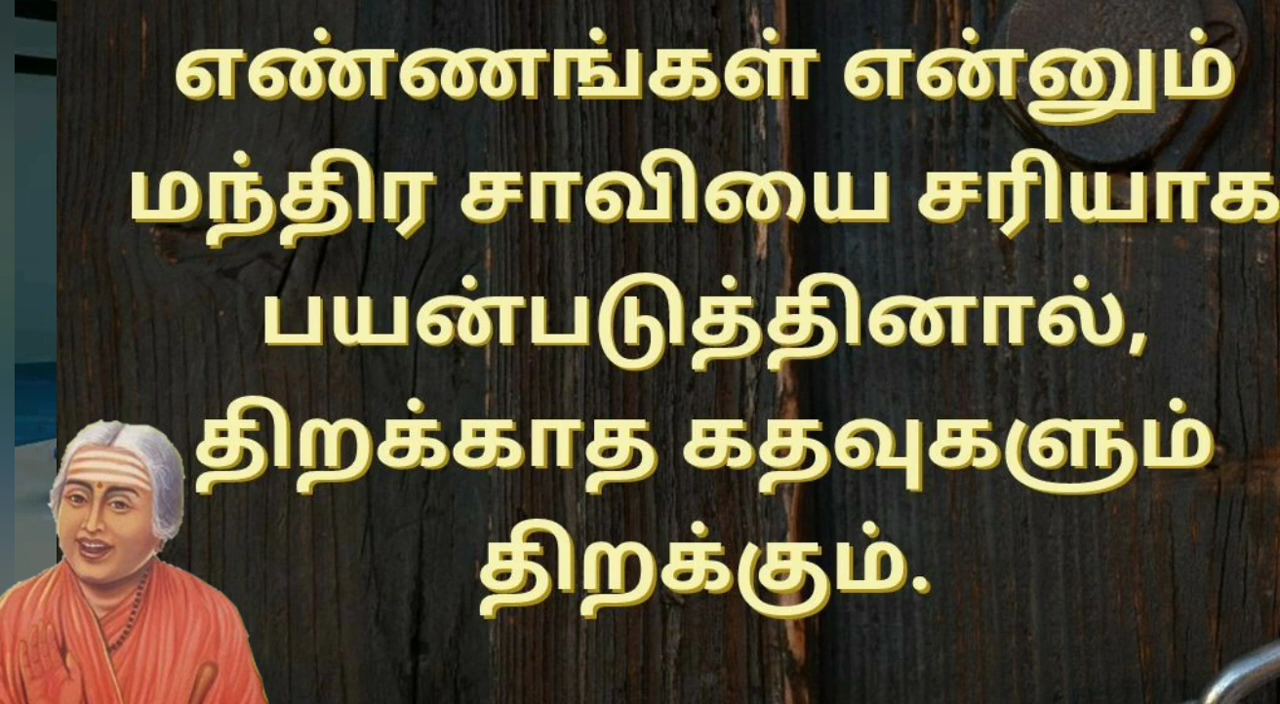 எண்ணங்கள் என்னும்
மந்திர சாவியை சரியாக
பயன்படுத்தினால்,
திறக்காத கதவுகளும்
திறக்கும்.